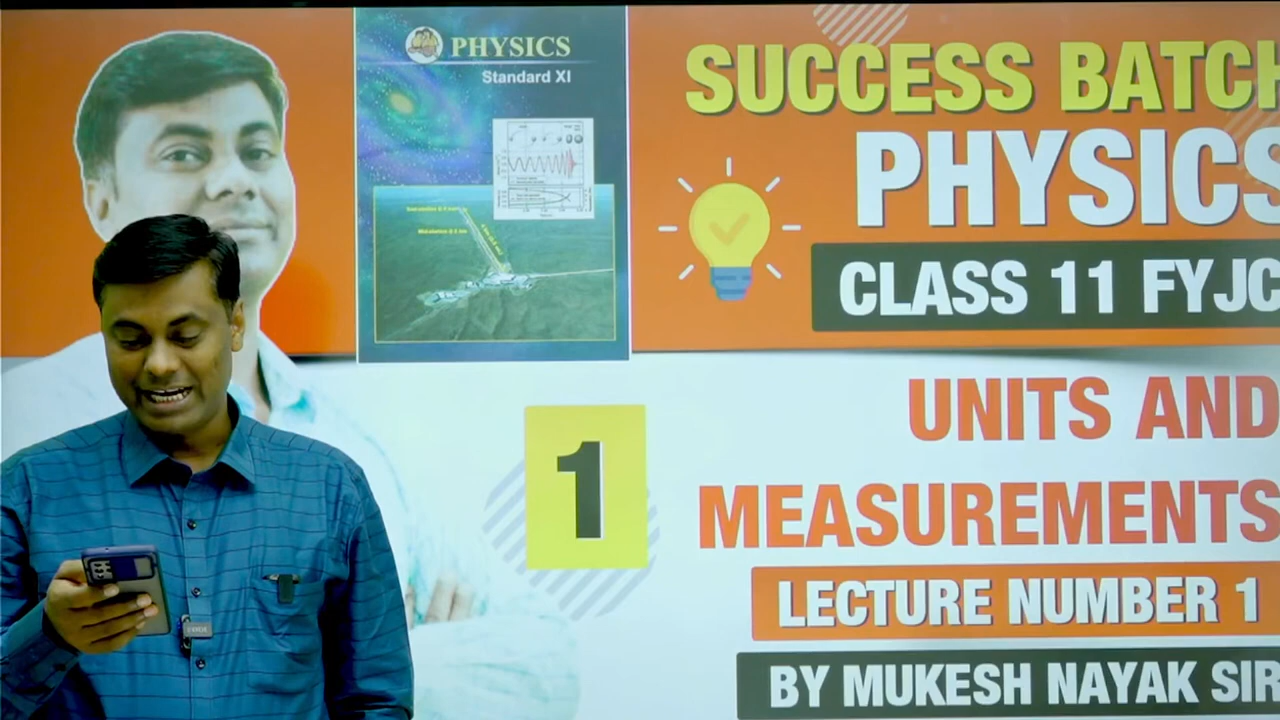 PHYSICS
Standard XI
SUCCESS BATCH
PHYSICS
CLASS 11 FYJC
1
UNITS AND
MEASUREMENTS
LECTURE NUMBER 1
BY MUKESH NAYAK SIR